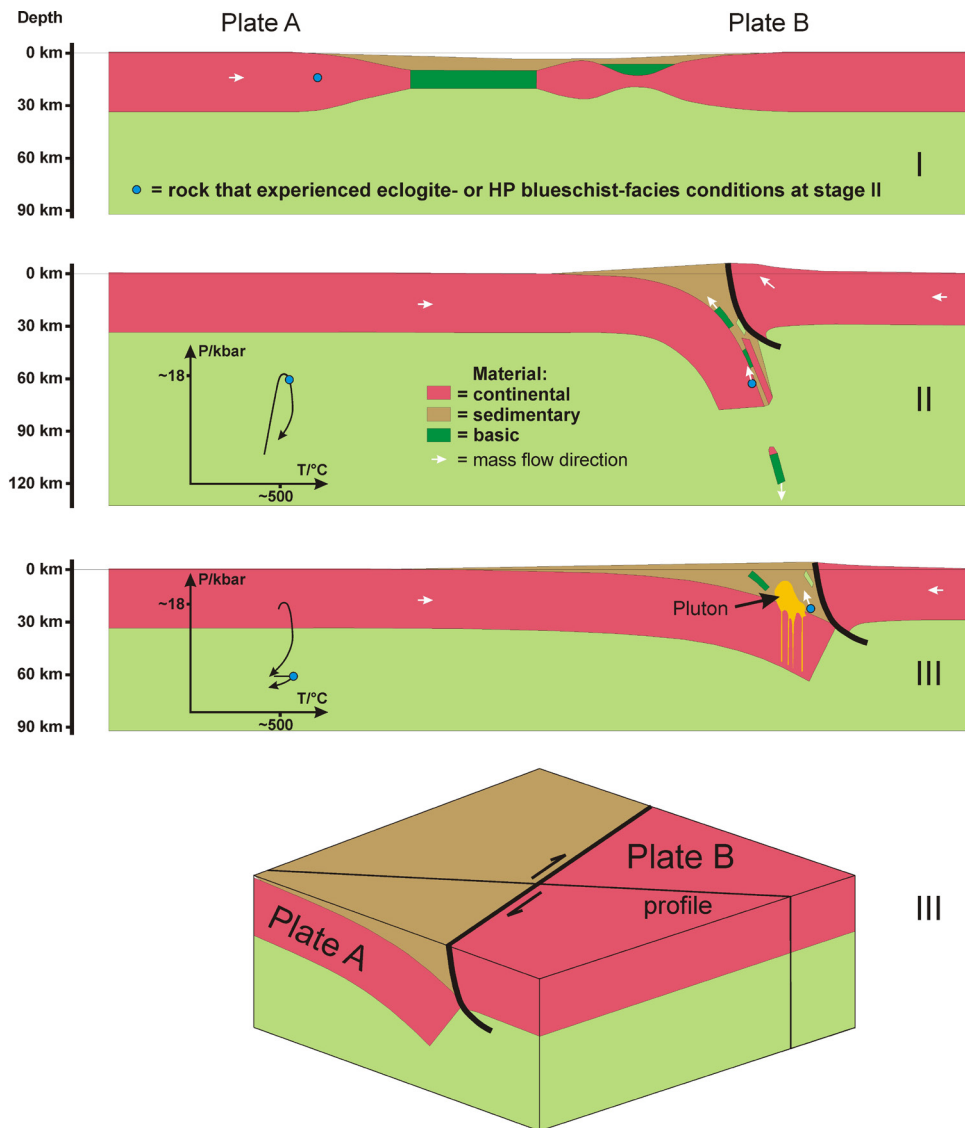 Depth
Plate A
Plate B
0 km
30 km
60 km
90 km
I
= rock that experienced eclogite- or HP blueschist-facies conditions at stage II
0 km
30 km
60 km
90 km
120 km
P/kbar
~18
T/°C
~500
Material:
= continental
= sedimentary
= basic
= mass flow direction
II
0 km
30 km
60 km
90 km
P/kbar
~18
T/°C
~500
Pluton
III
Plate B
profile
Plate A
III